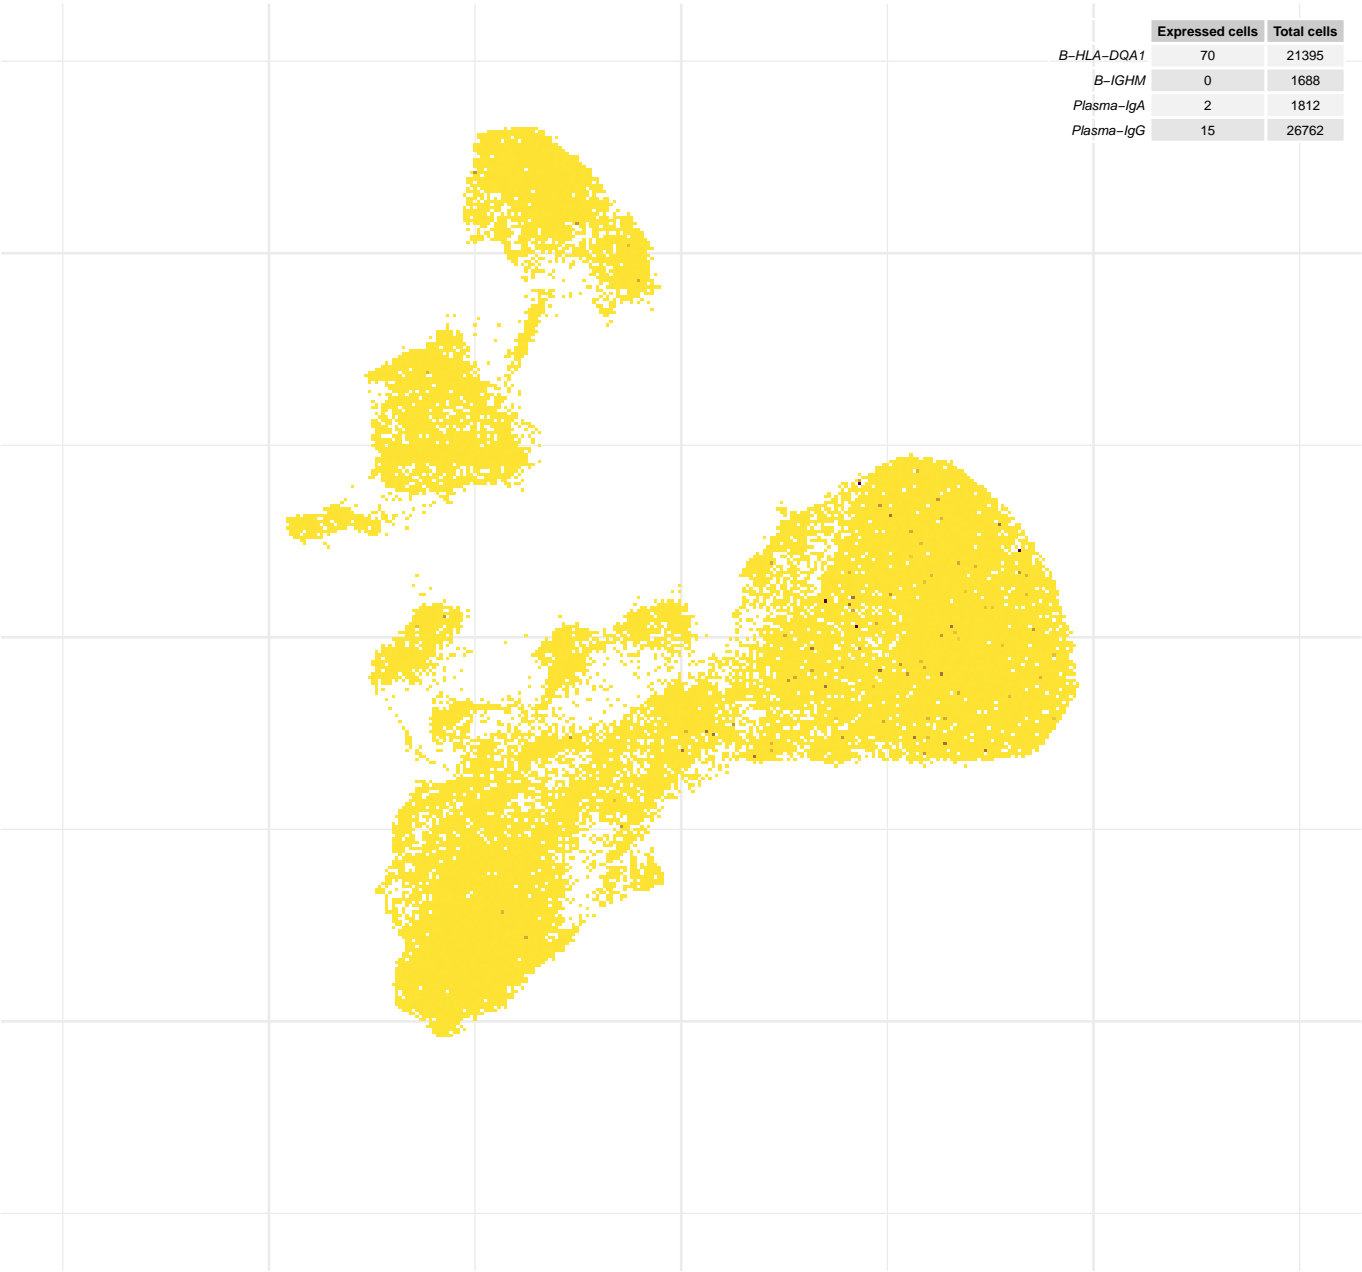 Expressed cells Total cells
B−HLA−DQA1 70 21395
B−IGHM 0 1688
Plasma−IgA 2 1812
Plasma−IgG 15 26762